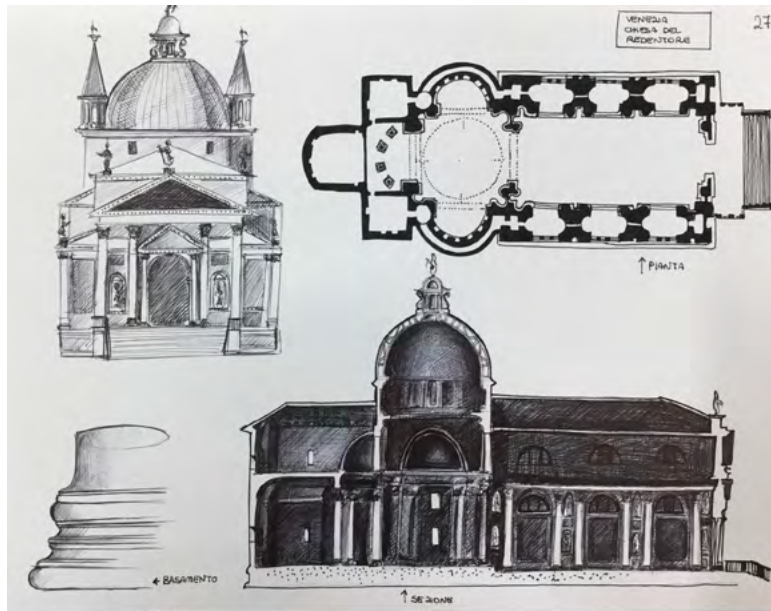 VENEZIA
CHIESA DEL
REDENTORE
27
↑ PIANTA
← BASAMENTO
↑ SEZIONE